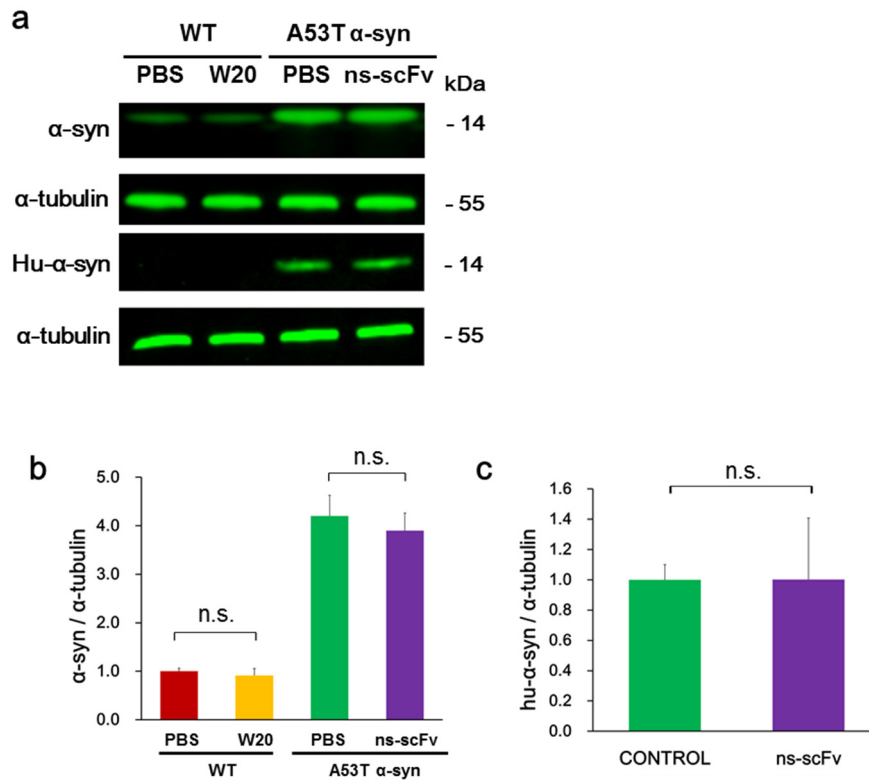 a
WT A53T α-syn
PBS W20 PBS ns-scFv kDa
α-syn - 14
α-tubulin - 55
Hu-α-syn - 14
α-tubulin - 55
b
α-syn / α-tubulin
5.0
4.0
3.0
2.0
1.0
0.0
n.s.
n.s.
PBS W20 PBS ns-scFv
WT A53T α-syn
c
hu-α-syn / α-tubulin
1.6
1.4
1.2
1.0
0.8
0.6
0.4
0.2
0.0
n.s.
CONTROL ns-scFv